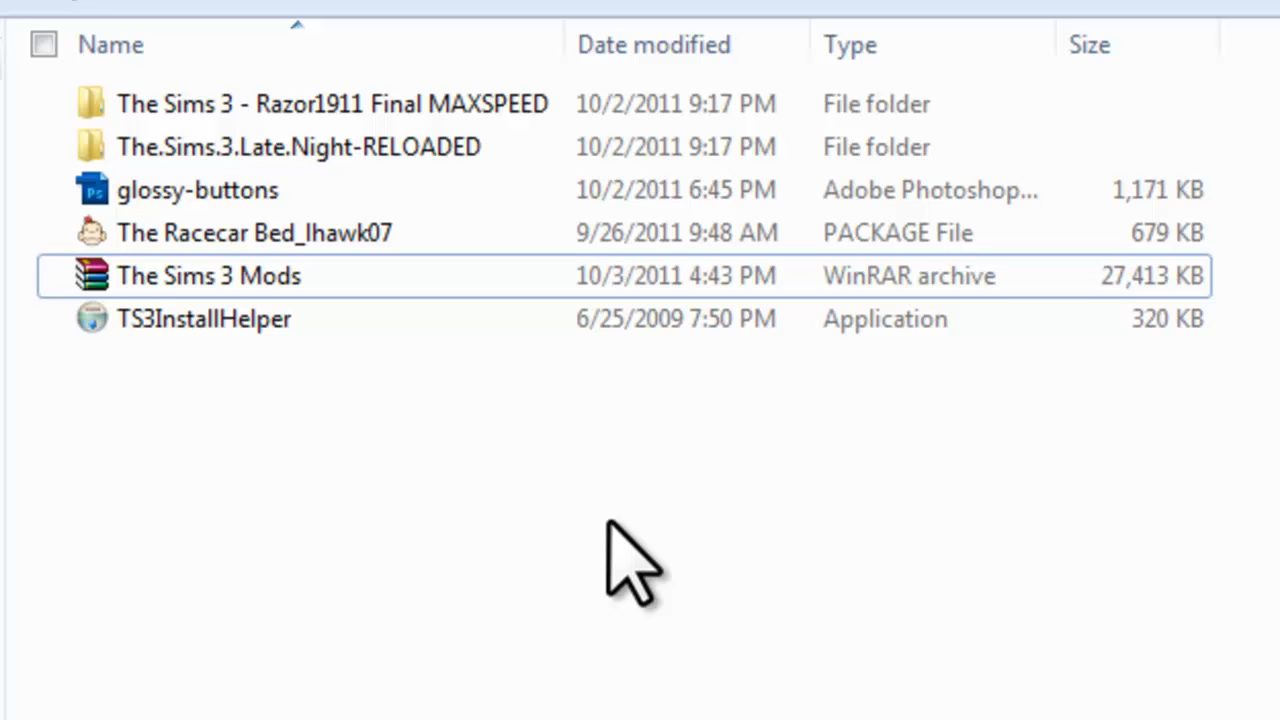 Name Date modified Type Size
The Sims 3 - Razor1911 Final MAXSPEED 10/2/2011 9:17 PM File folder
The.Sims.3.Late.Night-RELOADED 10/2/2011 9:17 PM File folder
glossy-buttons 10/2/2011 6:45 PM Adobe Photoshop... 1,171 KB
The Racecar Bed_lhawk07 9/26/2011 9:48 AM PACKAGE File 679 KB
The Sims 3 Mods 10/3/2011 4:43 PM WinRAR archive 27,413 KB
TS3InstallHelper 6/25/2009 7:50 PM Application 320 KB